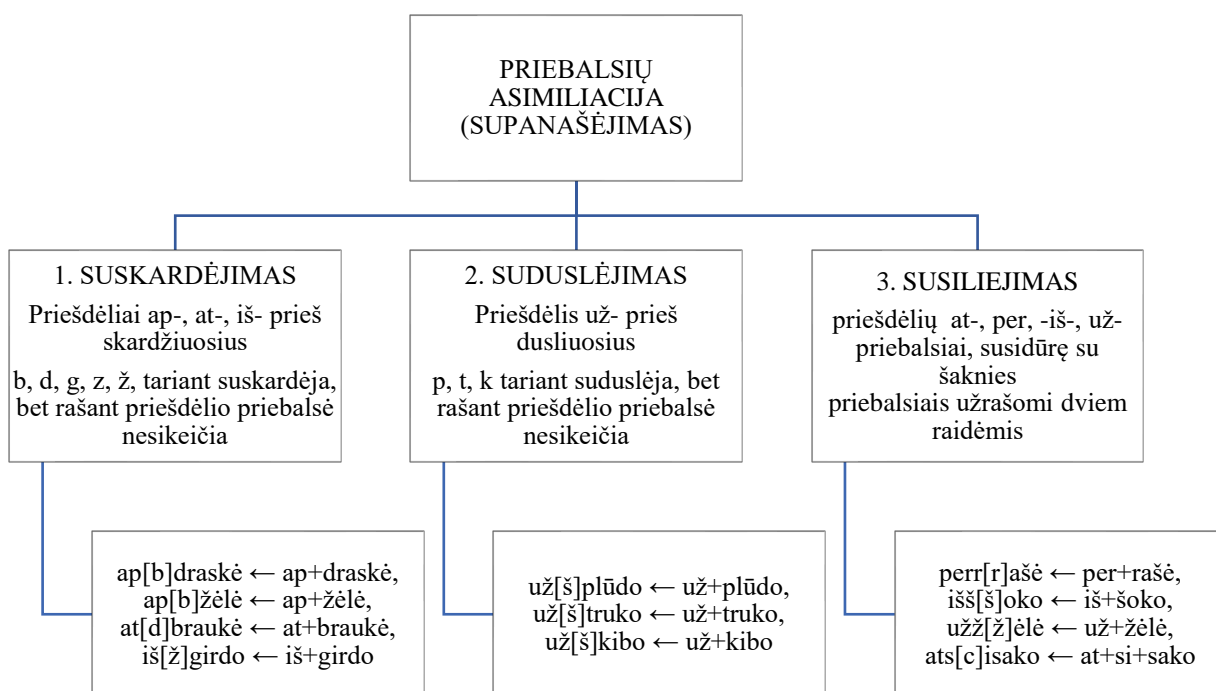 PRIEBALSIŲ
ASIMILIACIJA
(SUPANAŠĖJIMAS)
1. SUSKARDĖJIMAS
Priešdėliai ap-, at-, iš- prieš
skardžiuosius
b, d, g, z, ž, tariant suskardėja,
bet rašant priešdėlio priebalsė
nesikeičia
2. SUDUSLĖJIMAS
Priešdėlis už- prieš
dusliuosius
p, t, k tariant suduslėja, bet
rašant priešdėlio priebalsė
nesikeičia
3. SUSILIEJIMAS
priešdėlių at-, per, -iš-, už-
priebalsiai, susidūrę su
šaknies
priebalsiais užrašomi dviem
raidėmis
ap[b]draskė ← ap+draskė,
ap[b]žėlė ← ap+žėlė,
at[d]braukė ← at+braukė,
iš[ž]girdo ← iš+girdo
už[š]plūdo ← už+plūdo,
už[š]truko ← už+truko,
už[š]kibo ← už+kibo
perr[r]ašė ← per+rašė,
išš[š]oko ← iš+šoko,
užž[ž]ėlė ← už+žėlė,
ats[c]isako ← at+si+sako